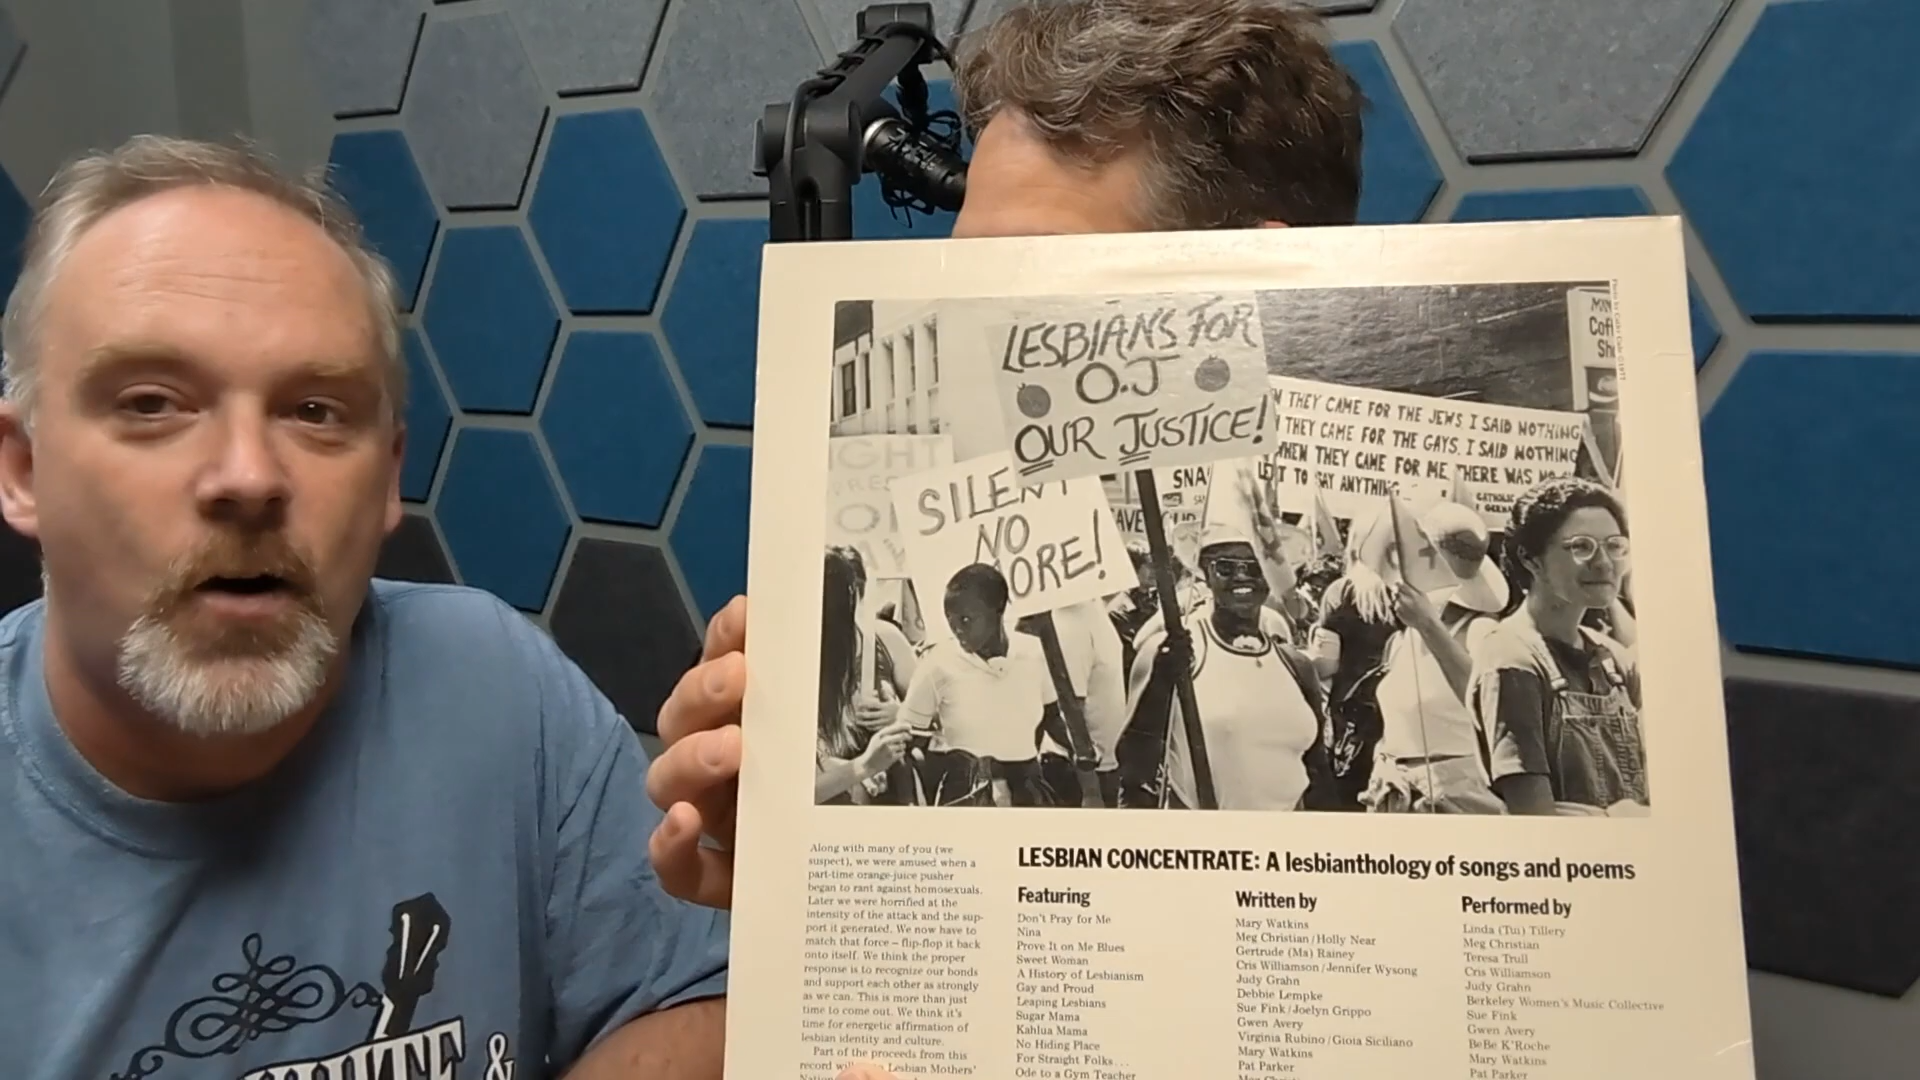 LESBIANS FOR
O.J
OUR JUSTICE!
THEY CAME FOR THE JEWS I SAID NOTHING
THEY CAME FOR THE GAYS, I SAID NOTHING
WHEN THEY CAME FOR ME, THERE WAS NO
LEFT TO SAY ANYTHING...
CATHOLIC
SILENT
NO
MORE!
SNA
Coff
Sh
LESBIAN CONCENTRATE: A lesbianthology of songs and poems
Along with many of you (we
suspect), we were amused when a
part-time orange-juice pusher
began to rant against homosexuals.
Later we were horrified at the
intensity of the attack and the sup-
port it generated. We now have to
match that force – flip-flop it back
onto itself. We think the proper
response is to recognize our bonds
and support each other as strongly
as we can. This is more than just
time to come out. We think it's
time for energetic affirmation of
lesbian identity and culture.
Part of the proceeds from this
record Lesbian Mothers'
Featuring
Don't Pray for Me
Nina
Prove It on Me Blues
Sweet Woman
A History of Lesbianism
Gay and Proud
Leaping Lesbians
Sugar Mama
Kahlua Mama
No Hiding Place
For Straight Folks...
Ode to a Gym Teacher
Written by
Mary Watkins
Meg Christian/Holly Near
Gertrude (Ma) Rainey
Cris Williamson/Jennifer Wysong
Judy Grahn
Debbie Lempke
Sue Fink/Joelyn Grippo
Gwen Avery
Virginia Rubino/Gioia Siciliano
Mary Watkins
Pat Parker
Performed by
Linda (Tui) Tillery
Meg Christian
Teresa Trull
Cris Williamson
Judy Grahn
Berkeley Women's Music Collective
Sue Fink
Gwen Avery
BeBe K'Roche
Mary Watkins
Pat Parker
&